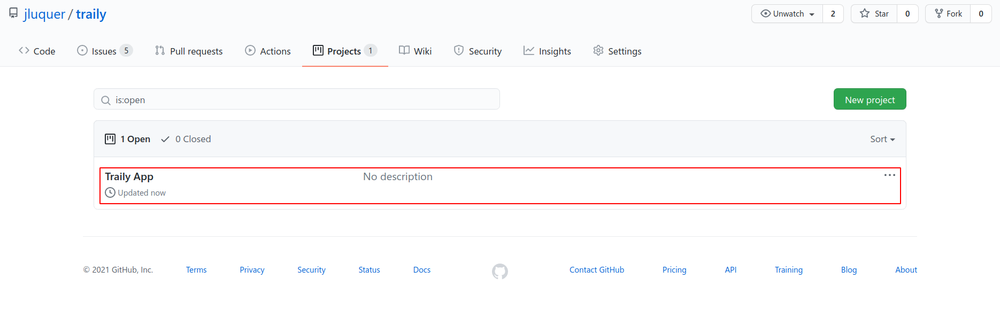 jluquer / traily
Unwatch 2 Star 0 Fork 0
Code Issues 5 Pull requests Actions Projects 1 Wiki Security Insights Settings
is:open New project
1 Open 0 Closed Sort
Traily App No description ...
Updated now
© 2021 GitHub, Inc. Terms Privacy Security Status Docs Contact GitHub Pricing API Training Blog About